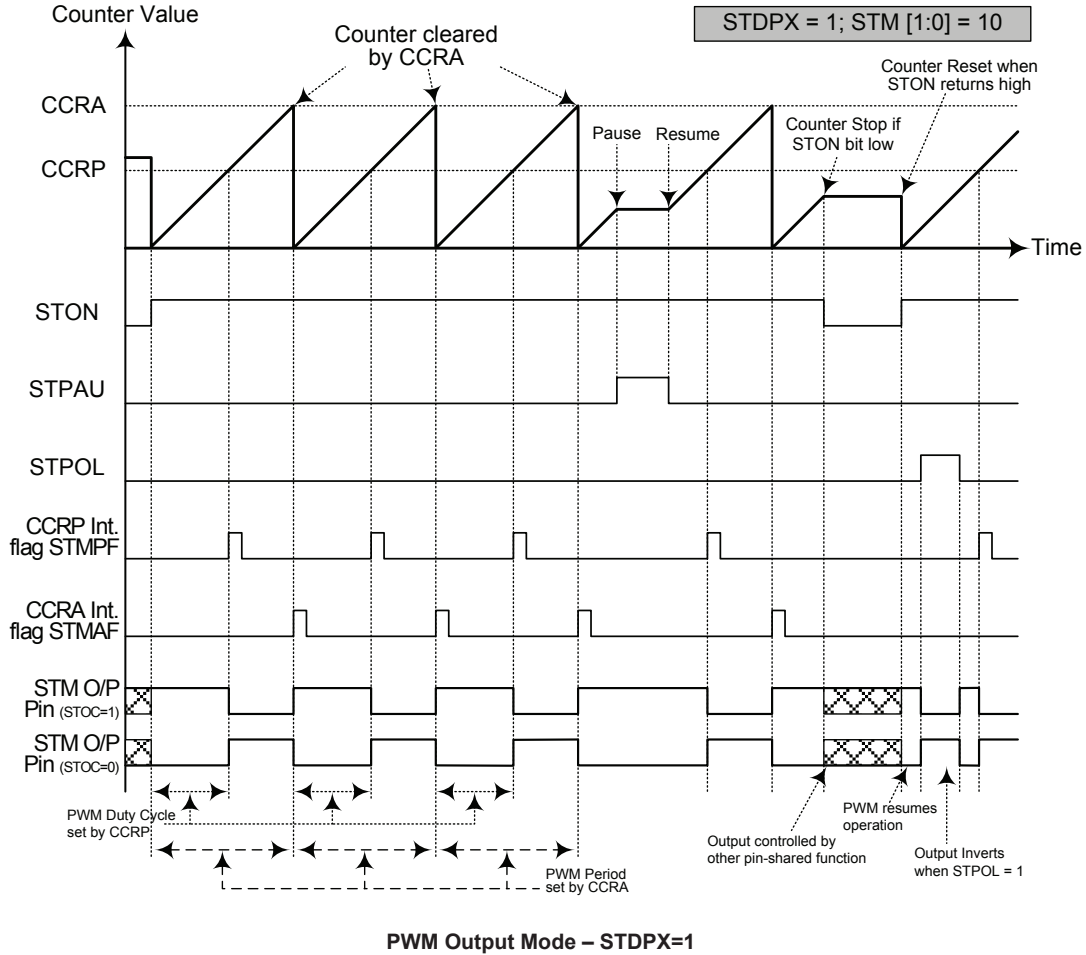 Counter Value
STDPX = 1; STM [1:0] = 10
Counter cleared
by CCRA
Counter Reset when
STON returns high
CCRA
Pause
Resume
Counter Stop if
STON bit low
CCRP
Time
STON
STPAU
STPOL
CCRP Int.
flag STMPF
CCRA Int.
flag STMAF
STM O/P
Pin (STOC=1)
STM O/P
Pin (STOC=0)
PWM Duty Cycle
set by CCRP
PWM resumes
operation
Output controlled by
other pin-shared function
Output Inverts
when STPOL = 1
PWM Period
set by CCRA
PWM Output Mode – STDPX=1